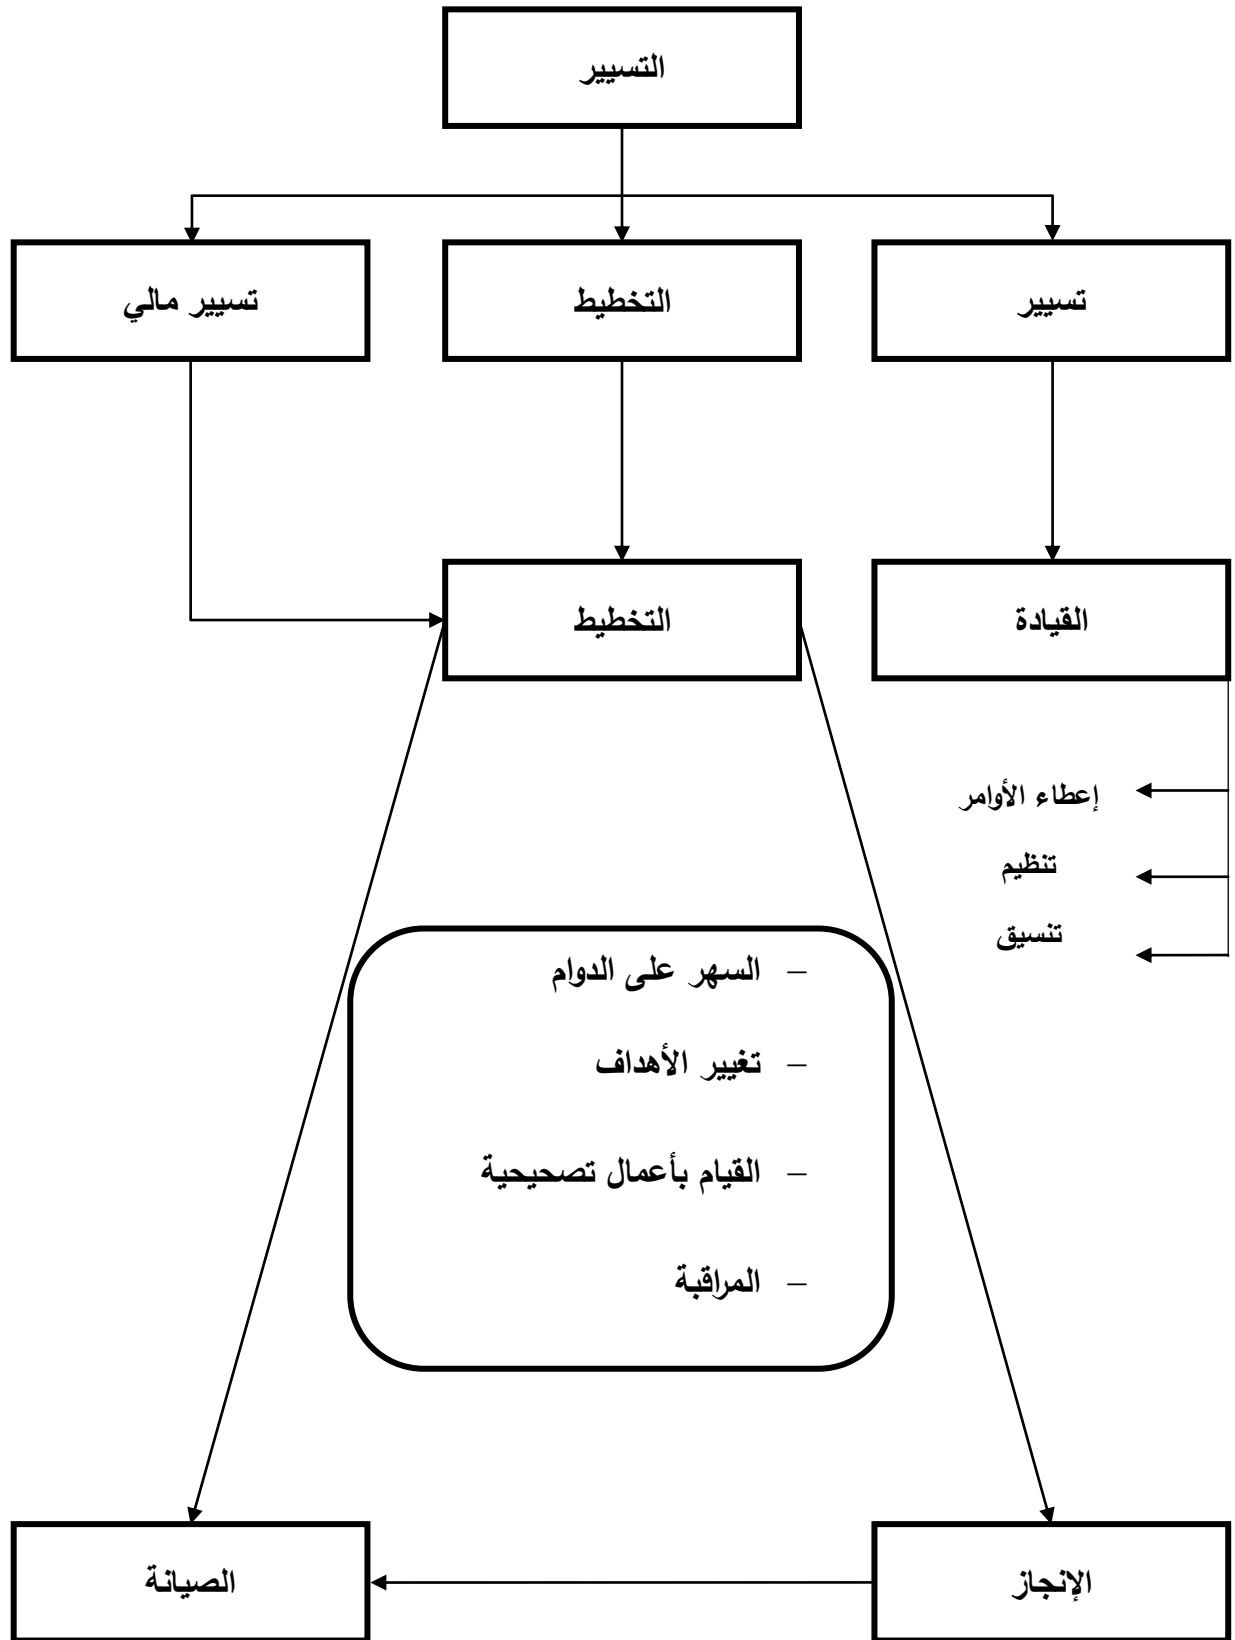 التسيير
تسيير
التخطيط
تسيير مالي
القيادة
التخطيط
إعطاء الأوامر
تنظيم
تنسيق
– السهر على الدوام
– تغيير الأهداف
– القيام بأعمال تصحيحية
– المراقبة
الإنجاز
الصيانة